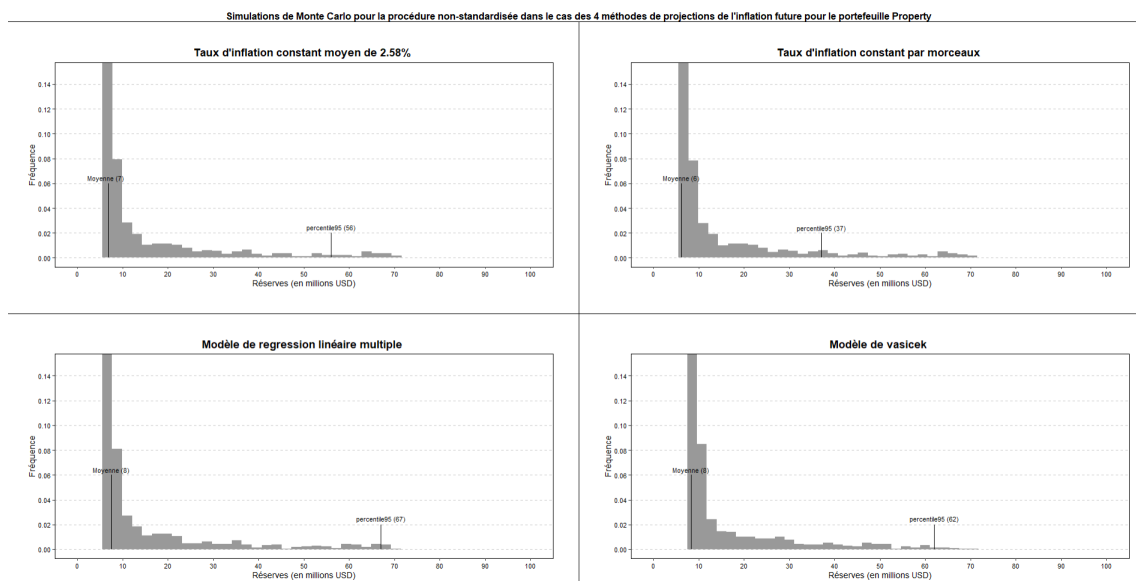 Simulations de Monte Carlo pour la procédure non-standardisée dans le cas des 4 méthodes de projections de l'inflation future pour le portefeuille Property
Taux d'inflation constant moyen de 2.58%
0.14
0.12
0.10
0.08
0.06
0.04
0.02
0.00
Fréquence
Moyenne (7)
percentile95 (56)
0 10 20 30 40 50 60 70 80 90 100
Réserves (en millions USD)
Taux d'inflation constant par morceaux
0.14
0.12
0.10
0.08
0.06
0.04
0.02
0.00
Fréquence
Moyenne (6)
percentile95 (37)
0 10 20 30 40 50 60 70 80 90 100
Réserves (en millions USD)
Modèle de regression linéaire multiple
0.14
0.12
0.10
0.08
0.06
0.04
0.02
0.00
Fréquence
Moyenne (8)
percentile95 (67)
0 10 20 30 40 50 60 70 80 90 100
Réserves (en millions USD)
Modèle de vasicek
0.14
0.12
0.10
0.08
0.06
0.04
0.02
0.00
Fréquence
Moyenne (8)
percentile95 (62)
0 10 20 30 40 50 60 70 80 90 100
Réserves (en millions USD)